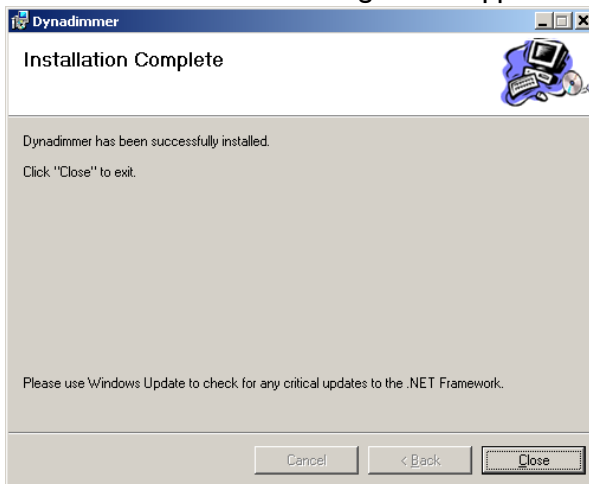 Dynadimmer
Installation Complete
Dynadimmer has been successfully installed.
Click "Close" to exit.
Please use Windows Update to check for any critical updates to the .NET Framework.
Cancel
< Back
Close